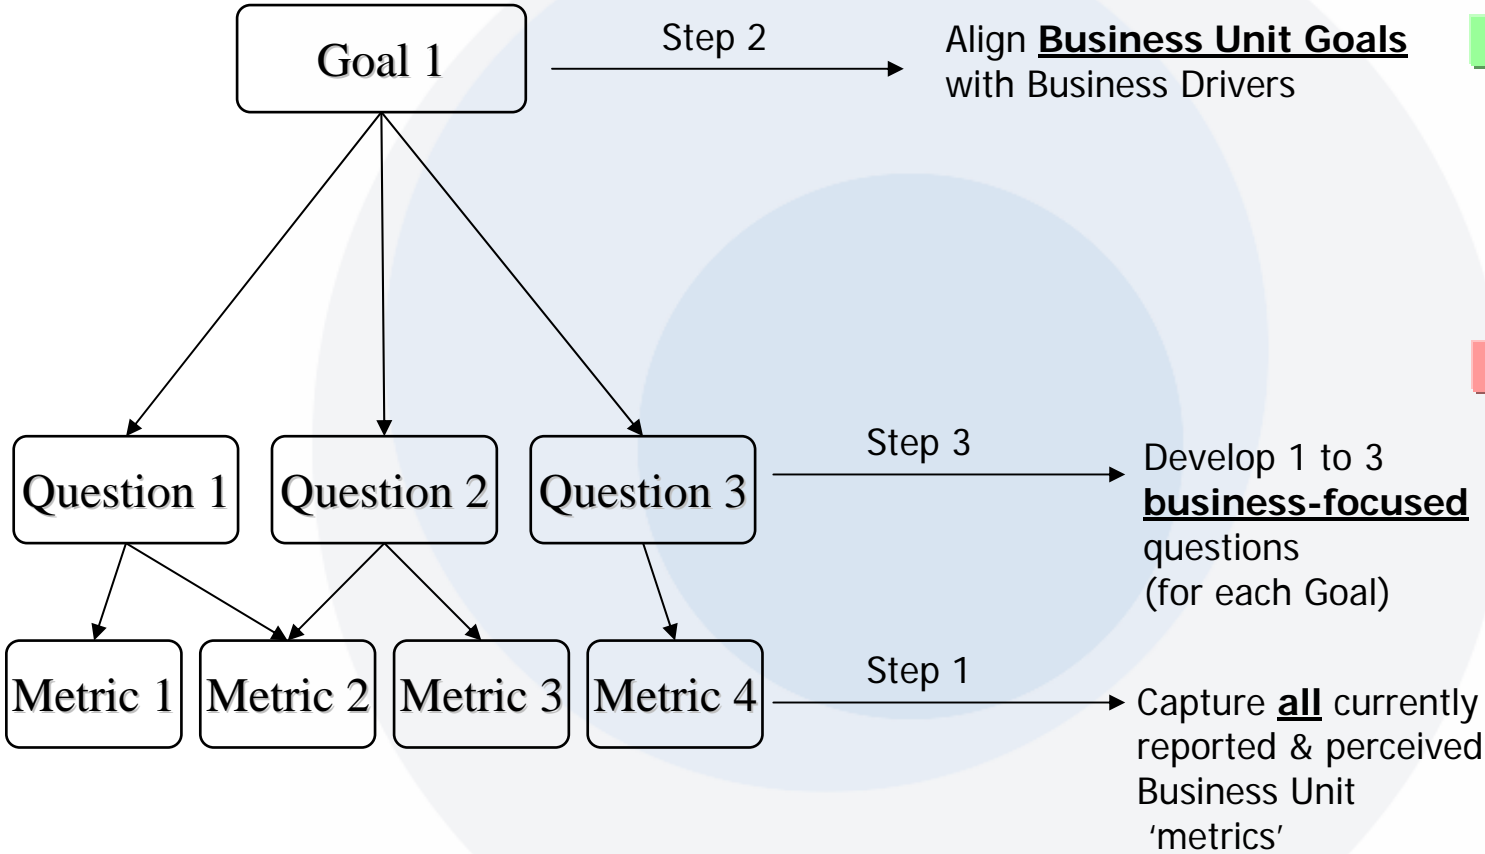 Goal 1
Step 2
Align Business Unit Goals
with Business Drivers
Question 1
Question 2
Question 3
Step 3
Develop 1 to 3
business-focused
questions
(for each Goal)
Metric 1
Metric 2
Metric 3
Metric 4
Step 1
Capture all currently
reported & perceived
Business Unit
‘metrics’